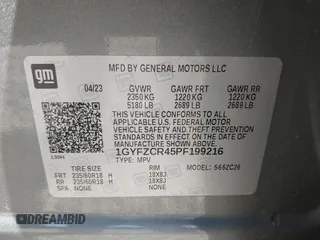 gm
MFD BY GENERAL MOTORS LLC
04/23 GVWR GAWR FRT GAWR RR
2350 KG 1220 KG 1220 KG
5180 LB 2689 LB 2689 LB
THIS VEHICLE CONFORMS TO ALL
APPLICABLE U.S. FEDERAL
MOTOR VEHICLE SAFETY, BUMPER, AND
THEFT PREVENTION STANDARDS IN EFFECT
ON THE DATE OF MANUFACTURE SHOWN ABOVE.
1GYFZCR45PF199216
TYPE: MPV MODEL:
TIRE SIZE RIM
FRT 235/60R18 H 18X8J
RR 235/60R18 H 18X8J
SPA NONE NONE
AUTOBIDMASTER